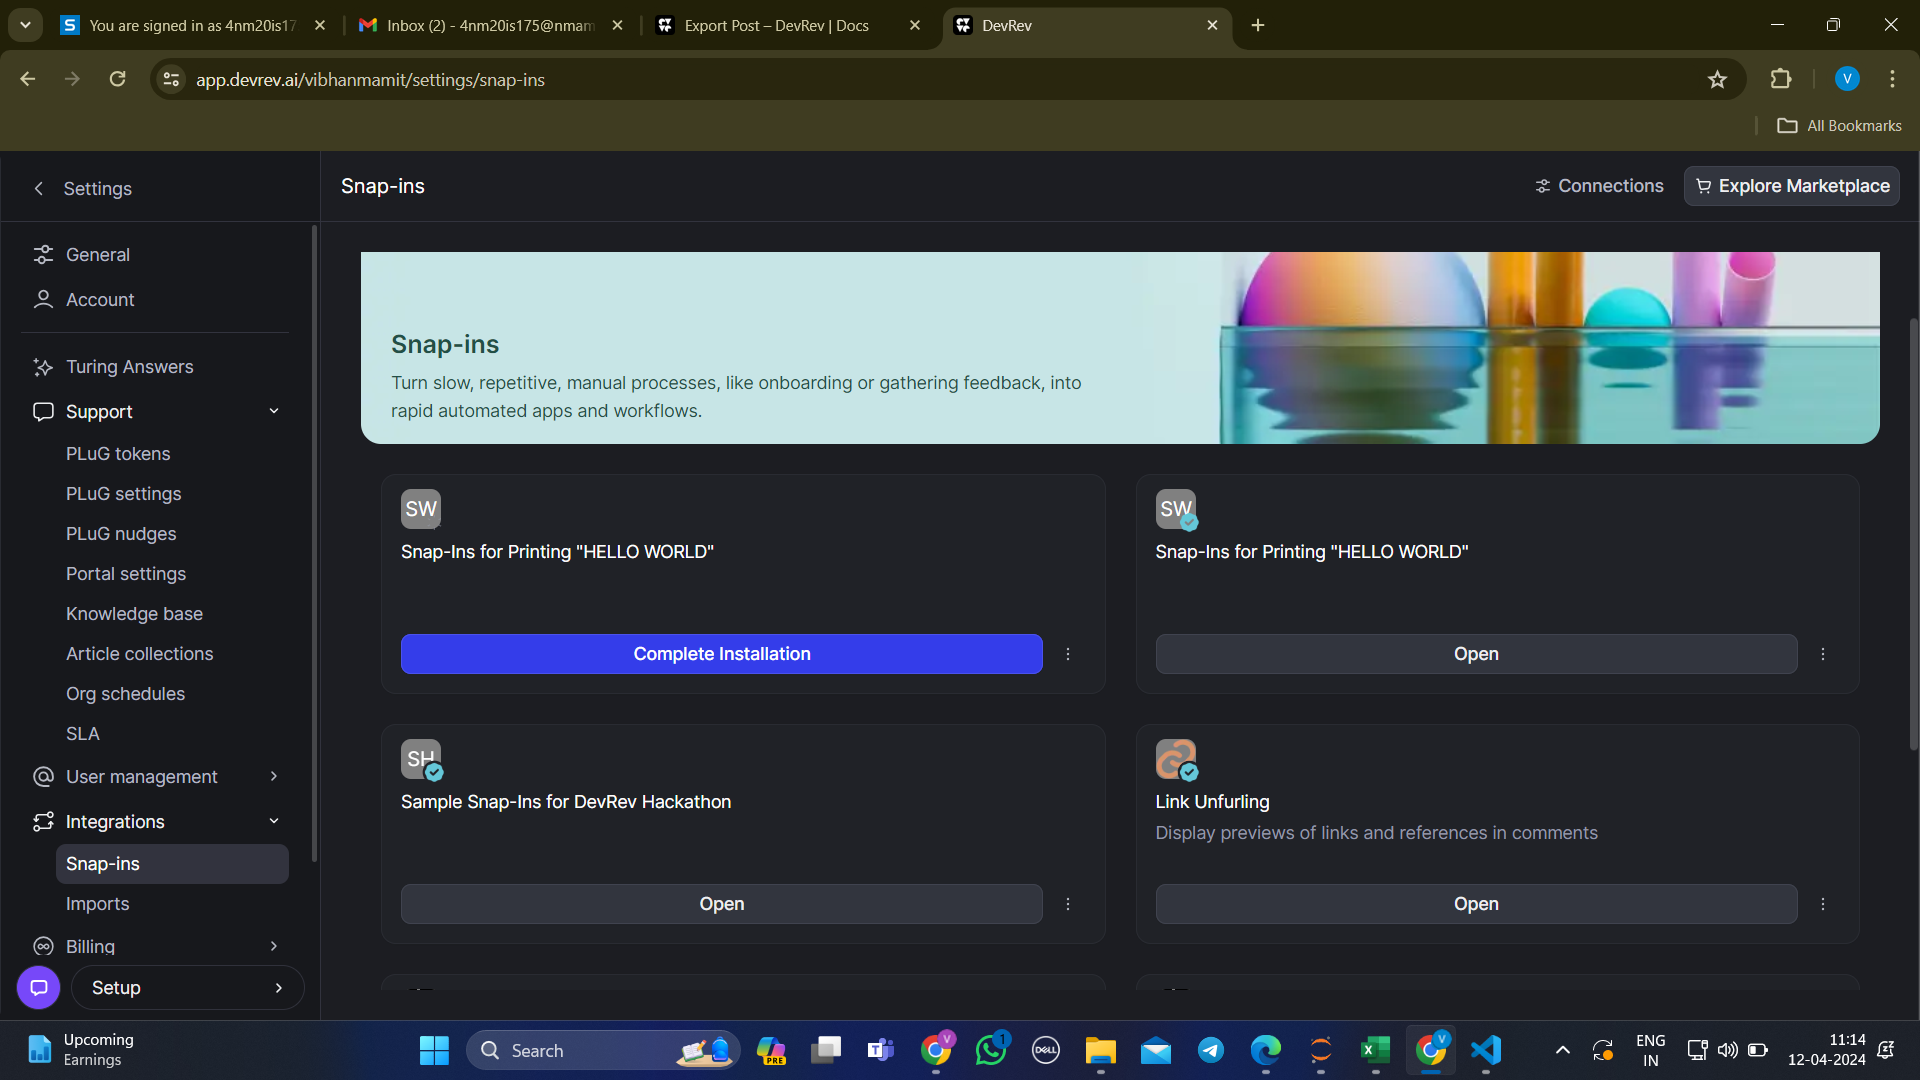 You are signed in as 4nm20is17
Inbox (2) - 4nm20is175@nmam
Export Post – DevRev | Docs
DevRev
app.devrev.ai/vibhanmamit/settings/snap-ins
V
All Bookmarks
Settings
Snap-ins
Connections
Explore Marketplace
General
Account
Turing Answers
Support
PLuG tokens
PLuG settings
PLuG nudges
Portal settings
Knowledge base
Article collections
Org schedules
SLA
User management
Integrations
Snap-ins
Imports
Billing
Setup
Snap-ins
Turn slow, repetitive, manual processes, like onboarding or gathering feedback, into
rapid automated apps and workflows.
SW
Snap-Ins for Printing "HELLO WORLD"
Complete Installation
SW
Snap-Ins for Printing "HELLO WORLD"
Open
SH
Sample Snap-Ins for DevRev Hackathon
Open
Link Unfurling
Display previews of links and references in comments
Open
Upcoming
Earnings
Search
PRE
V
1
DELL
V
ENG
IN
11:14
12-04-2024